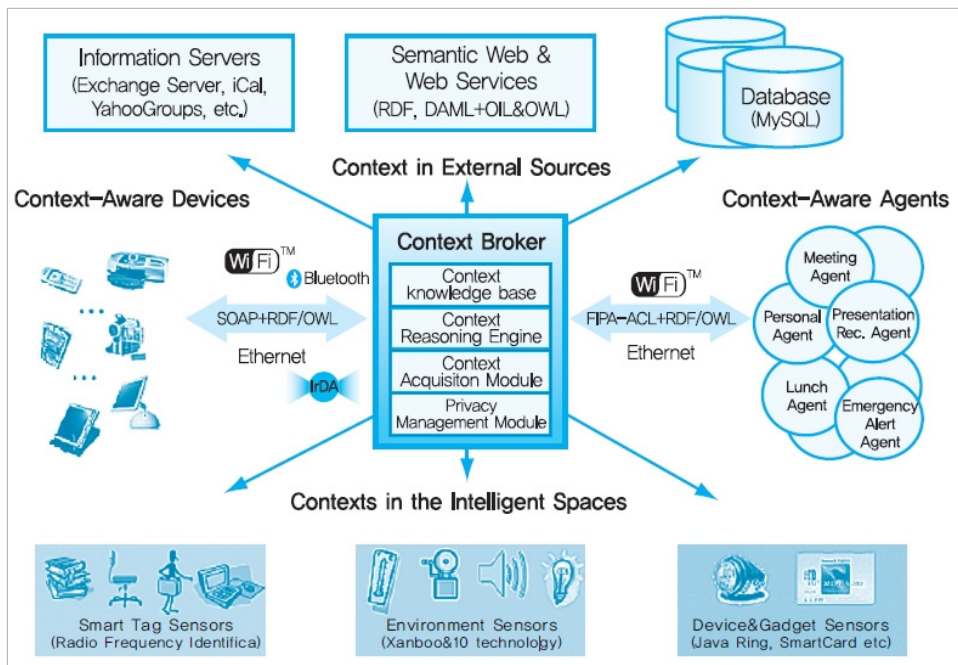 Information Servers
(Exchange Server, iCal,
YahooGroups, etc.)
Semantic Web &
Web Services
(RDF, DAML+OIL&OWL)
Database
(MySQL)
Context in External Sources
Context-Aware Devices
Context-Aware Agents
WiFi™
Bluetooth
SOAP+RDF/OWL
Ethernet
IrDA
Context Broker
Context
knowledge base
Context
Reasoning Engine
Context
Acquisiton Module
Privacy
Management Module
WiFi™
FIPA-ACL+RDF/OWL
Ethernet
Meeting
Agent
Personal
Agent
Presentation
Rec. Agent
Lunch
Agent
Emergency
Alert
Agent
Contexts in the Intelligent Spaces
Smart Tag Sensors
(Radio Frequency Identifica)
Environment Sensors
(Xanboo&10 technology)
Device&Gadget Sensors
(Java Ring, SmartCard etc)